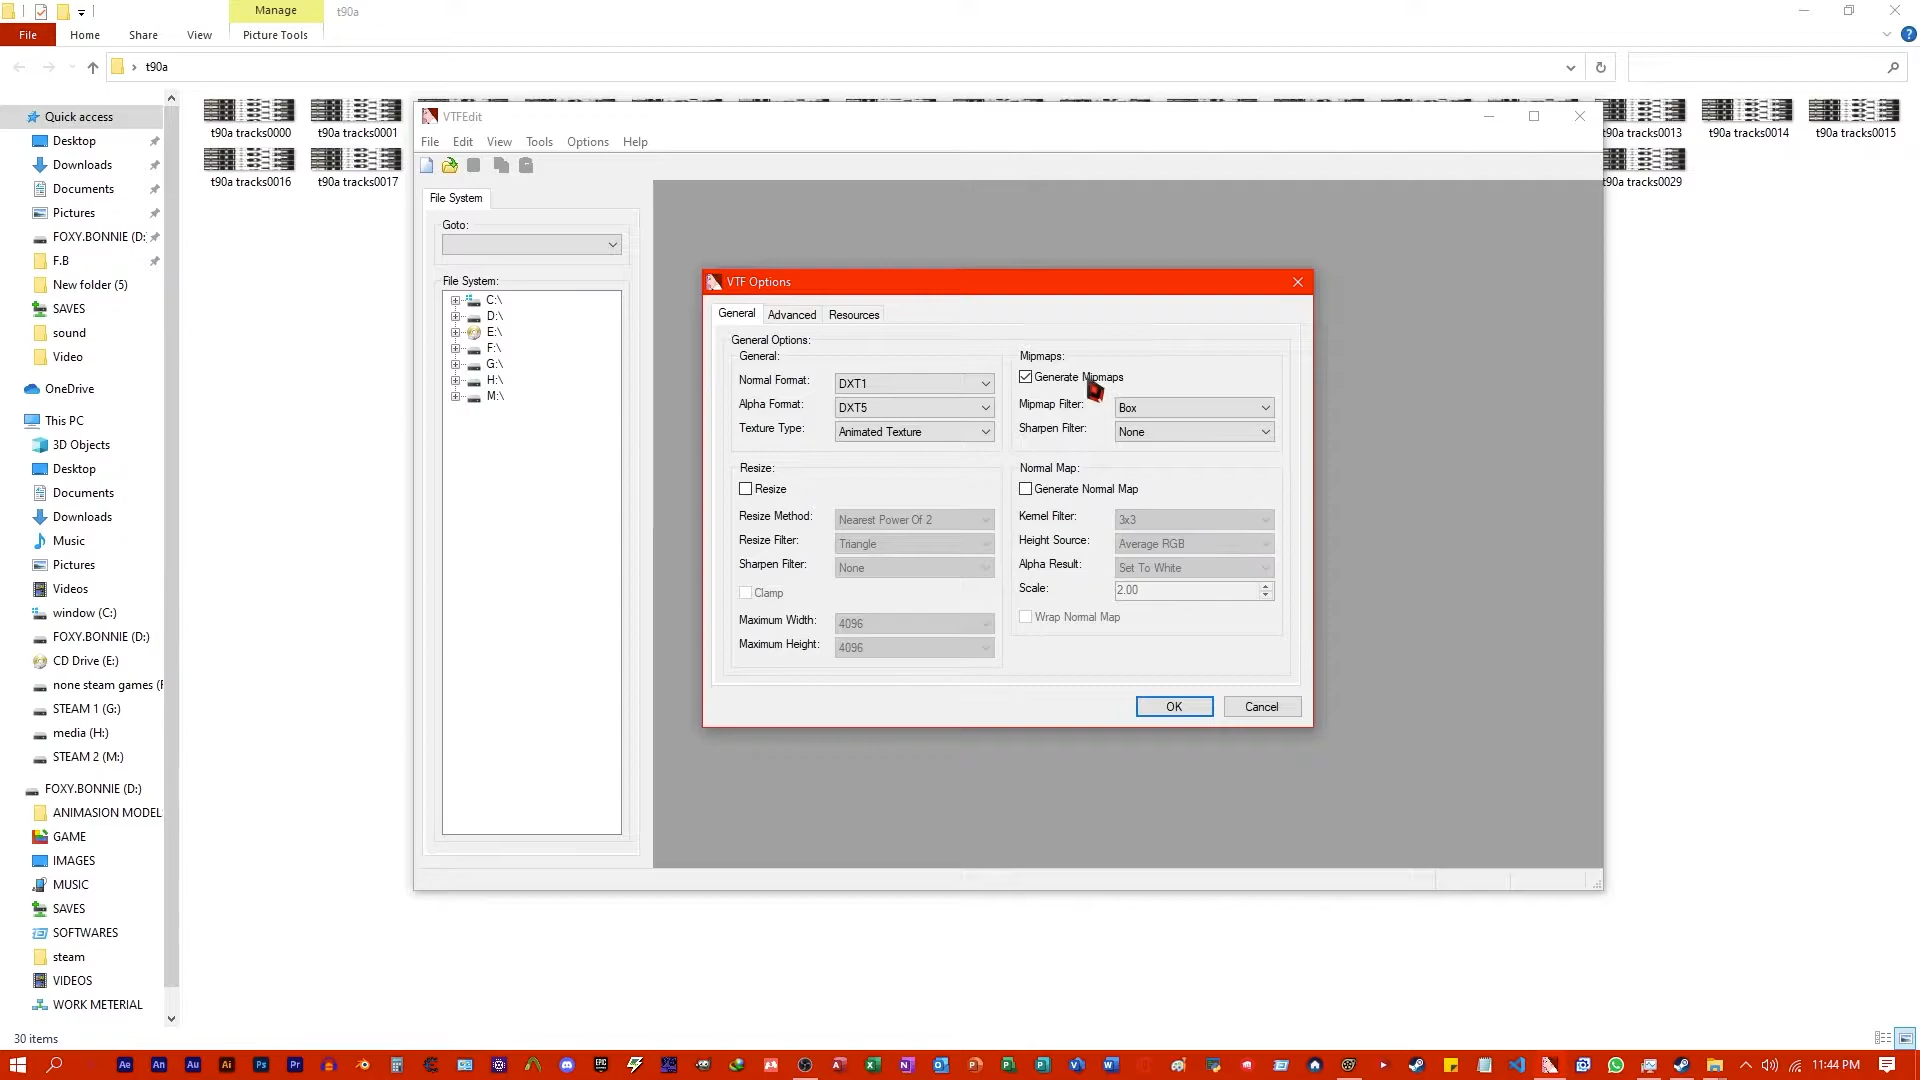 Manage
t90a
File
Home
Share
View
Picture Tools
t90a
Quick access
Desktop
Downloads
Documents
Pictures
FOXY.BONNIE (D:
F.B
New folder (5)
SAVES
sound
Video
OneDrive
This PC
3D Objects
Desktop
Documents
Downloads
Music
Pictures
Videos
window (C:)
FOXY.BONNIE (D:)
CD Drive (E:)
none steam games (F
STEAM 1 (G:)
media (H:)
STEAM 2 (M:)
FOXY.BONNIE (D:)
ANIMASION MODEL
GAME
IMAGES
MUSIC
SAVES
SOFTWARES
steam
VIDEOS
WORK METERIAL
30 items
t90a tracks0000
t90a tracks0001
t90a tracks0013
t90a tracks0014
t90a tracks0015
t90a tracks0016
t90a tracks0017
t90a tracks0029
VTFEdit
File Edit View Tools Options Help
File System
Goto:
File System:
C:\
D:\
E:\
F:\
G:\
H:\
M:\
VTF Options
General Advanced Resources
General Options:
General:
Normal Format: DXT1
Alpha Format: DXT5
Texture Type: Animated Texture
Resize:
Resize
Resize Method: Nearest Power Of 2
Resize Filter: Triangle
Sharpen Filter: None
Clamp
Maximum Width: 4096
Maximum Height: 4096
Mipmaps:
Generate Mipmaps
Mipmap Filter: Box
Sharpen Filter: None
Normal Map:
Generate Normal Map
Kernel Filter: 3x3
Height Source: Average RGB
Alpha Result: Set To White
Scale: 2.00
Wrap Normal Map
OK
Cancel
Ae An Au Ai Ps Pr
11:44 PM